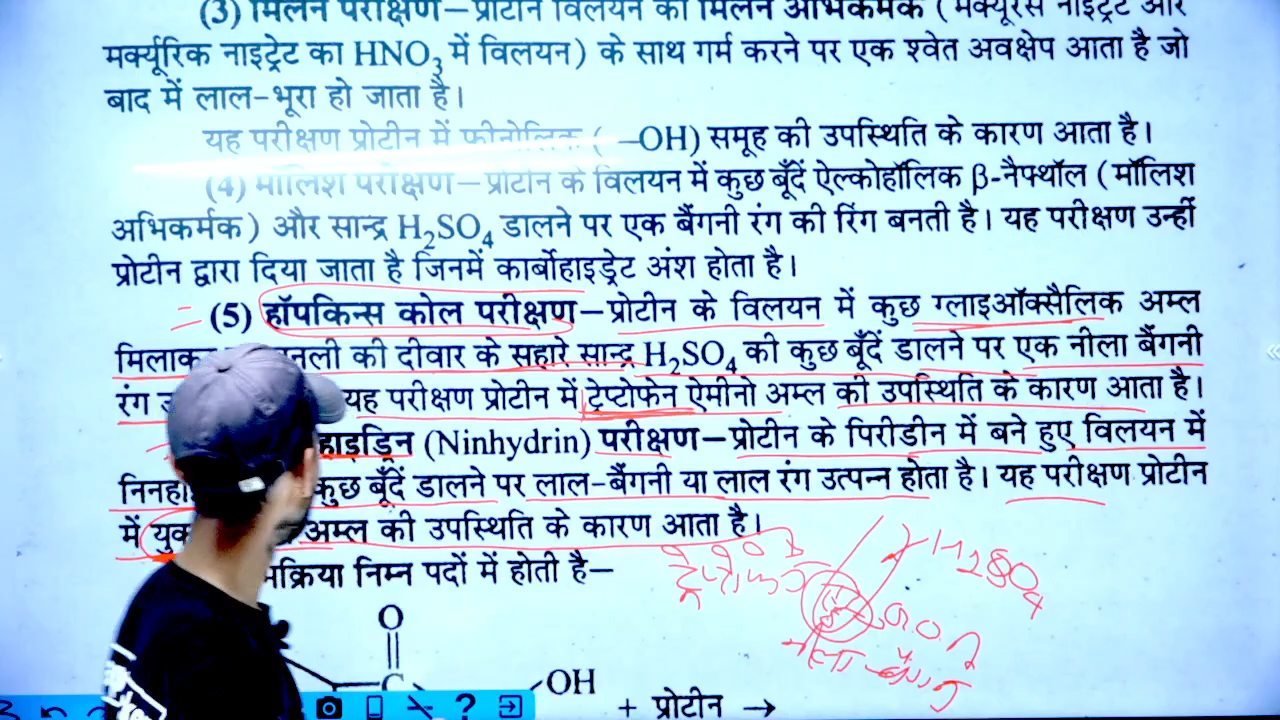 (3) मिलन परीक्षण–प्रोटीन विलयन को मिलन अभिकर्मक (मर्क्यूरस नाइट्रेट और
मर्क्यूरिक नाइट्रेट का HNO₃ में विलयन) के साथ गर्म करने पर एक श्वेत अवक्षेप आता है जो
बाद में लाल-भूरा हो जाता है।
यह परीक्षण प्रोटीन में फीनोलिक (–OH) समूह की उपस्थिति के कारण आता है।
(4) मॉलिश परीक्षण–प्रोटीन के विलयन में कुछ बूँदें ऐल्कोहॉलिक β-नैफ्थॉल (मॉलिश
अभिकर्मक) और सान्द्र H₂SO₄ डालने पर एक बैंगनी रंग की रिंग बनती है। यह परीक्षण उन्हीं
प्रोटीन द्वारा दिया जाता है जिनमें कार्बोहाइड्रेट अंश होता है।
(5) हॉपकिन्स कोल परीक्षण–प्रोटीन के विलयन में कुछ ग्लाइऑक्सैलिक अम्ल
मिलाकर नली की दीवार के सहारे सान्द्र H₂SO₄ की कुछ बूँदें डालने पर एक नीला बैंगनी
रंग यह परीक्षण प्रोटीन में ट्रेप्टोफेन ऐमीनो अम्ल की उपस्थिति के कारण आता है।
हाइड्रिन (Ninhydrin) परीक्षण–प्रोटीन के पिरीडीन में बने हुए विलयन में
कुछ बूँदें डालने पर लाल-बैंगनी या लाल रंग उत्पन्न होता है। यह परीक्षण प्रोटीन
में अम्ल की उपस्थिति के कारण आता है।
H₂SO₄
निम्न पदों में होती है–
नीला-बैंगनी
O
C
OH
+ प्रोटीन →
?